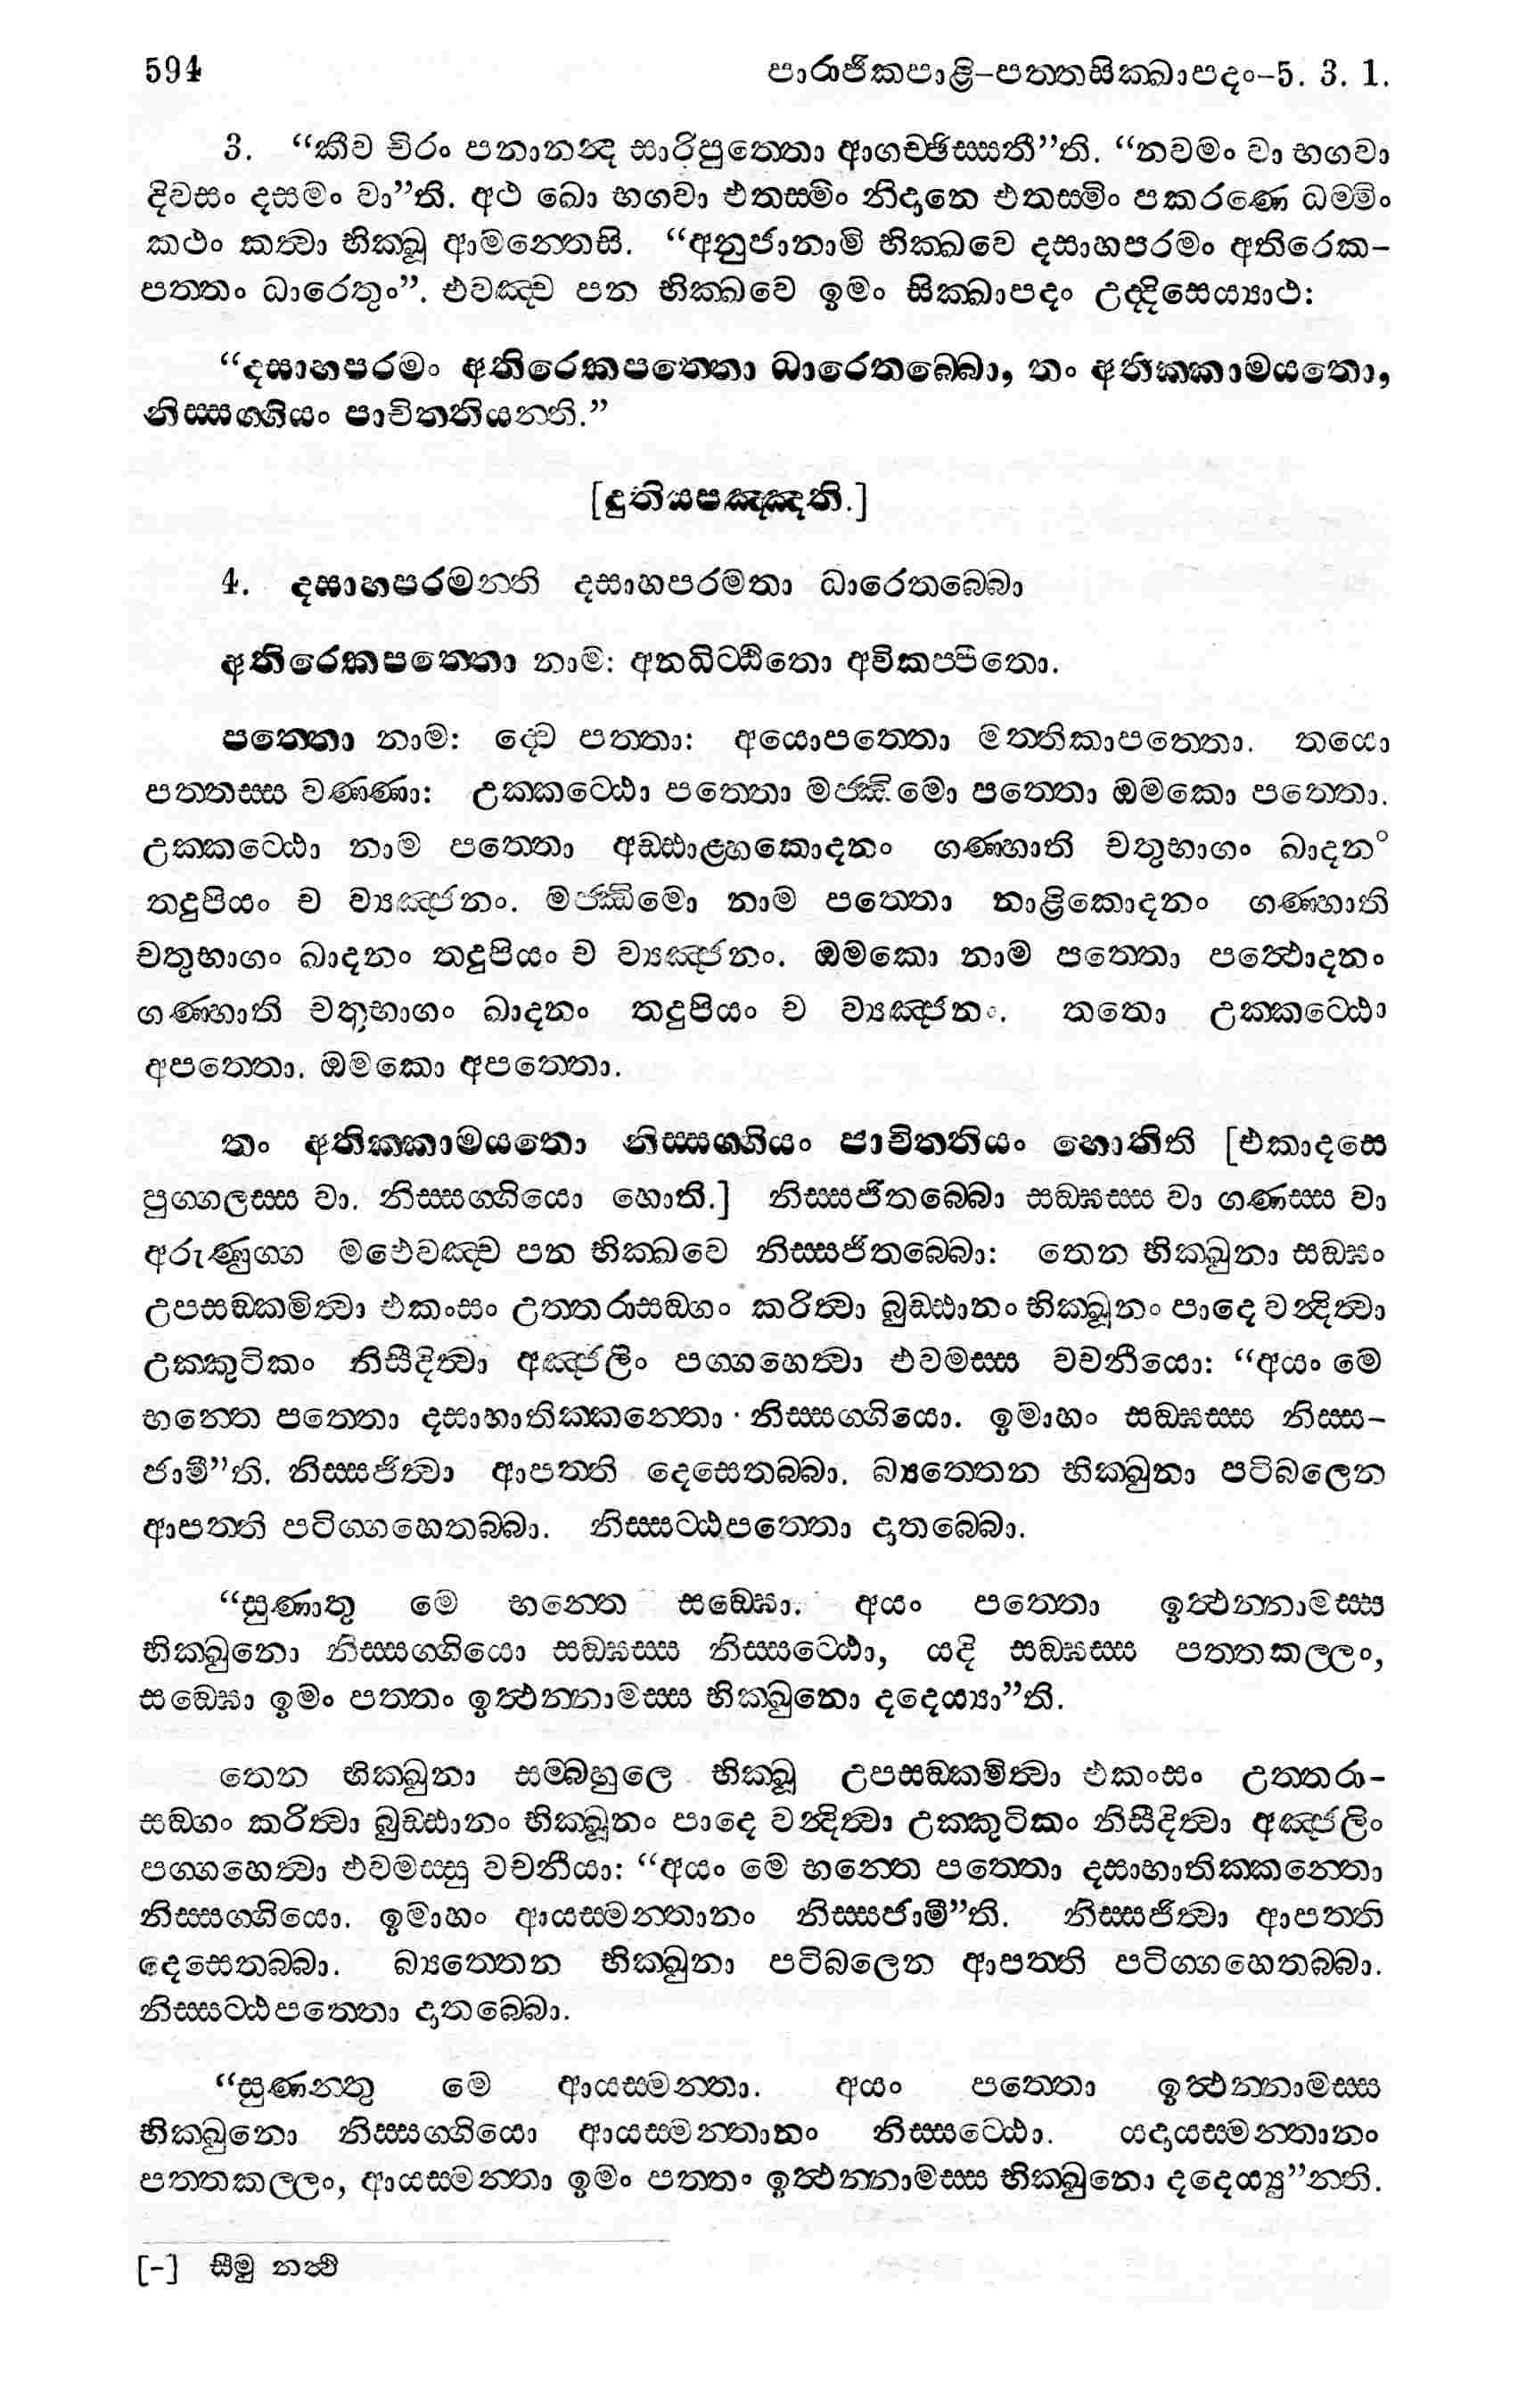 594 පාරාජිකපාළි-පත්තසික්ඛාපදං-5. 3. 1.
3. “කීව චිරං පනානන්ද සාරිපුත්තො ආගච්ඡිස්සතී”ති. “නවමං වා භගවා
දිවසං දසමං වා”ති. අථ ඛො භගවා එතස්මිං නිදානෙ එතස්මිං පකරණෙ ධම්මිං
කථං කත්වා භික්ඛූ ආමන්තෙසි. “අනුජානාමි භික්ඛවෙ දසාහපරමං අතිරෙක-
පත්තං ධාරෙතුං”. එවඤ්ච පන භික්ඛවෙ ඉමං සික්ඛාපදං උද්දිසෙය්‍යාථ:
“දසාහපරමං අතිරෙකපත්තො ධාරෙතබ්බො, තං අතික්කාමයතො,
නිස්සග්ගියං පාචිත්තියන්ති.”
[දුතියපඤ්ඤති.]
4. දසාහපරමන්ති දසාහපරමතා ධාරෙතබ්බො
අතිරෙකපත්තො නාම: අනධිට්ඨිතො අවිකප්පිතො.
පත්තො නාම: ද්වෙ පත්තා: අයොපත්තො මත්තිකාපත්තො. තයො
පත්තස්ස වණ්ණා: උක්කට්ඨො පත්තො මජ්ඣිමො පත්තො ඔමකො පත්තො.
උක්කට්ඨො නාම පත්තො අඩ්ඪාළ්හකොදනං ගණ්හාති චතුභාගං ඛාදනං
තදුපියං ච ව්‍යඤ්ජනං. මජ්ඣිමො නාම පත්තො නාළිකොදනං ගණ්හාති
චතුභාගං ඛාදනං තදුපියං ච ව්‍යඤ්ජනං. ඔමකො නාම පත්තො පත්ථොදනං
ගණ්හාති චතුභාගං ඛාදනං තදුපියං ච ව්‍යඤ්ජනං. තතො උක්කට්ඨො
අපත්තො. ඔමකො අපත්තො.
තං අතික්කාමයතො නිස්සග්ගියං පාචිත්තියං හොතිති [එකාදසෙ
පුග්ගලස්ස වා. නිස්සග්ගියො හොති.] නිස්සජිතබ්බො සඞ්ඝස්ස වා ගණස්ස වා
අරුණුග්ග මඵෙවඤ්ච පන භික්ඛවෙ නිස්සජිතබ්බො: තෙන භික්ඛුනා සඞ්ඝං
උපසඞ්කමිත්වා එකංසං උත්තරාසඞ්ගං කරිත්වා බුඩ්ඪානං භික්ඛූනං පාදෙ වන්දිත්වා
උක්කුටිකං නිසීදිත්වා අඤ්ජලිං පග්ගහෙත්වා එවමස්ස වචනීයො: “අයං මෙ
භන්තෙ පත්තො දසාහාතික්කන්තො නිස්සග්ගියො. ඉමාහං සඞ්ඝස්ස නිස්ස-
ජාමී”ති. නිස්සජිත්වා ආපත්ති දෙසෙතබ්බා. බ්‍යත්තෙන භික්ඛුනා පටිබලෙන
ආපත්ති පටිග්ගහෙතබ්බා. නිස්සට්ඨපත්තො දාතබ්බො.
“සුණාතු මෙ භන්තෙ සඞ්ඝො. අයං පත්තො ඉත්ථන්නාමස්ස
භික්ඛුනො නිස්සග්ගියො සඞ්ඝස්ස නිස්සට්ඨො, යදි සඞ්ඝස්ස පත්තකල්ලං,
සඞ්ඝො ඉමං පත්තං ඉත්ථන්නාමස්ස භික්ඛුනො දදෙය්‍යා”ති.
තෙන භික්ඛුනා සම්බහුලෙ භික්ඛූ උපසඞ්කමිත්වා එකංසං උත්තරා-
සඞ්ගං කරිත්වා බුඩ්ඪානං භික්ඛූනං පාදෙ වන්දිත්වා උක්කුටිකං නිසීදිත්වා අඤ්ජලිං
පග්ගහෙත්වා එවමස්සු වචනීයා: “අයං මෙ භන්තෙ පත්තො දසාහාතික්කන්තො
නිස්සග්ගියො. ඉමාහං ආයස්මන්තානං නිස්සජාමී”ති. නිස්සජිත්වා ආපත්ති
දෙසෙතබ්බා. බ්‍යත්තෙන භික්ඛුනා පටිබලෙන ආපත්ති පටිග්ගහෙතබ්බා.
නිස්සට්ඨපත්තො දාතබ්බො.
“සුණන්තු මෙ ආයස්මන්තා. අයං පත්තො ඉත්ථන්නාමස්ස
භික්ඛුනො නිස්සග්ගියො ආයස්මන්තානං නිස්සට්ඨො. යදායස්මන්තානං
පත්තකල්ලං, ආයස්මන්තා ඉමං පත්තං ඉත්ථන්නාමස්ස භික්ඛුනො දදෙය්‍යු”න්ති.
[-] සීමු නත්ථි